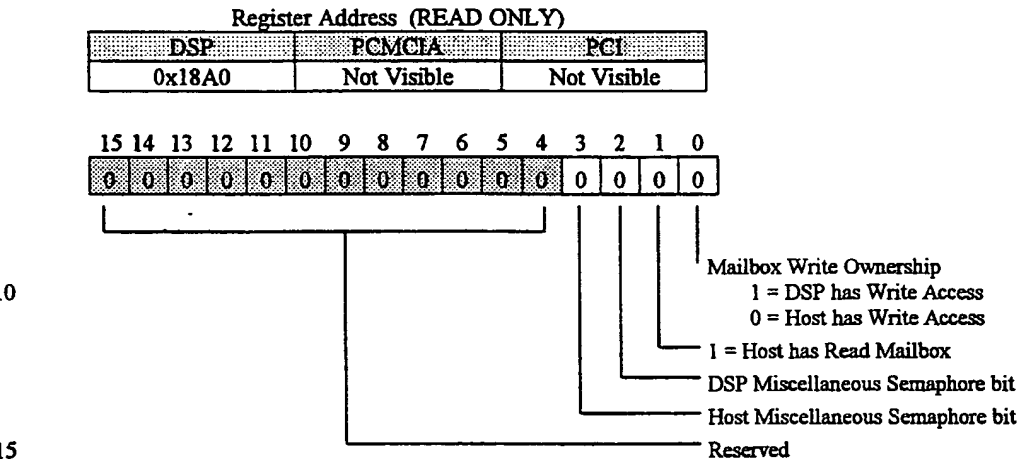 Register Address (READ ONLY)
DSP PCMCIA PCI
0x18A0 Not Visible Not Visible
15 14 13 12 11 10 9 8 7 6 5 4 3 2 1 0
0 0 0 0 0 0 0 0 0 0 0 0 0 0 0 0
Mailbox Write Ownership
10
1 = DSP has Write Access
0 = Host has Write Access
1 = Host has Read Mailbox
DSP Miscellaneous Semaphore bit
Host Miscellaneous Semaphore bit
15
Reserved